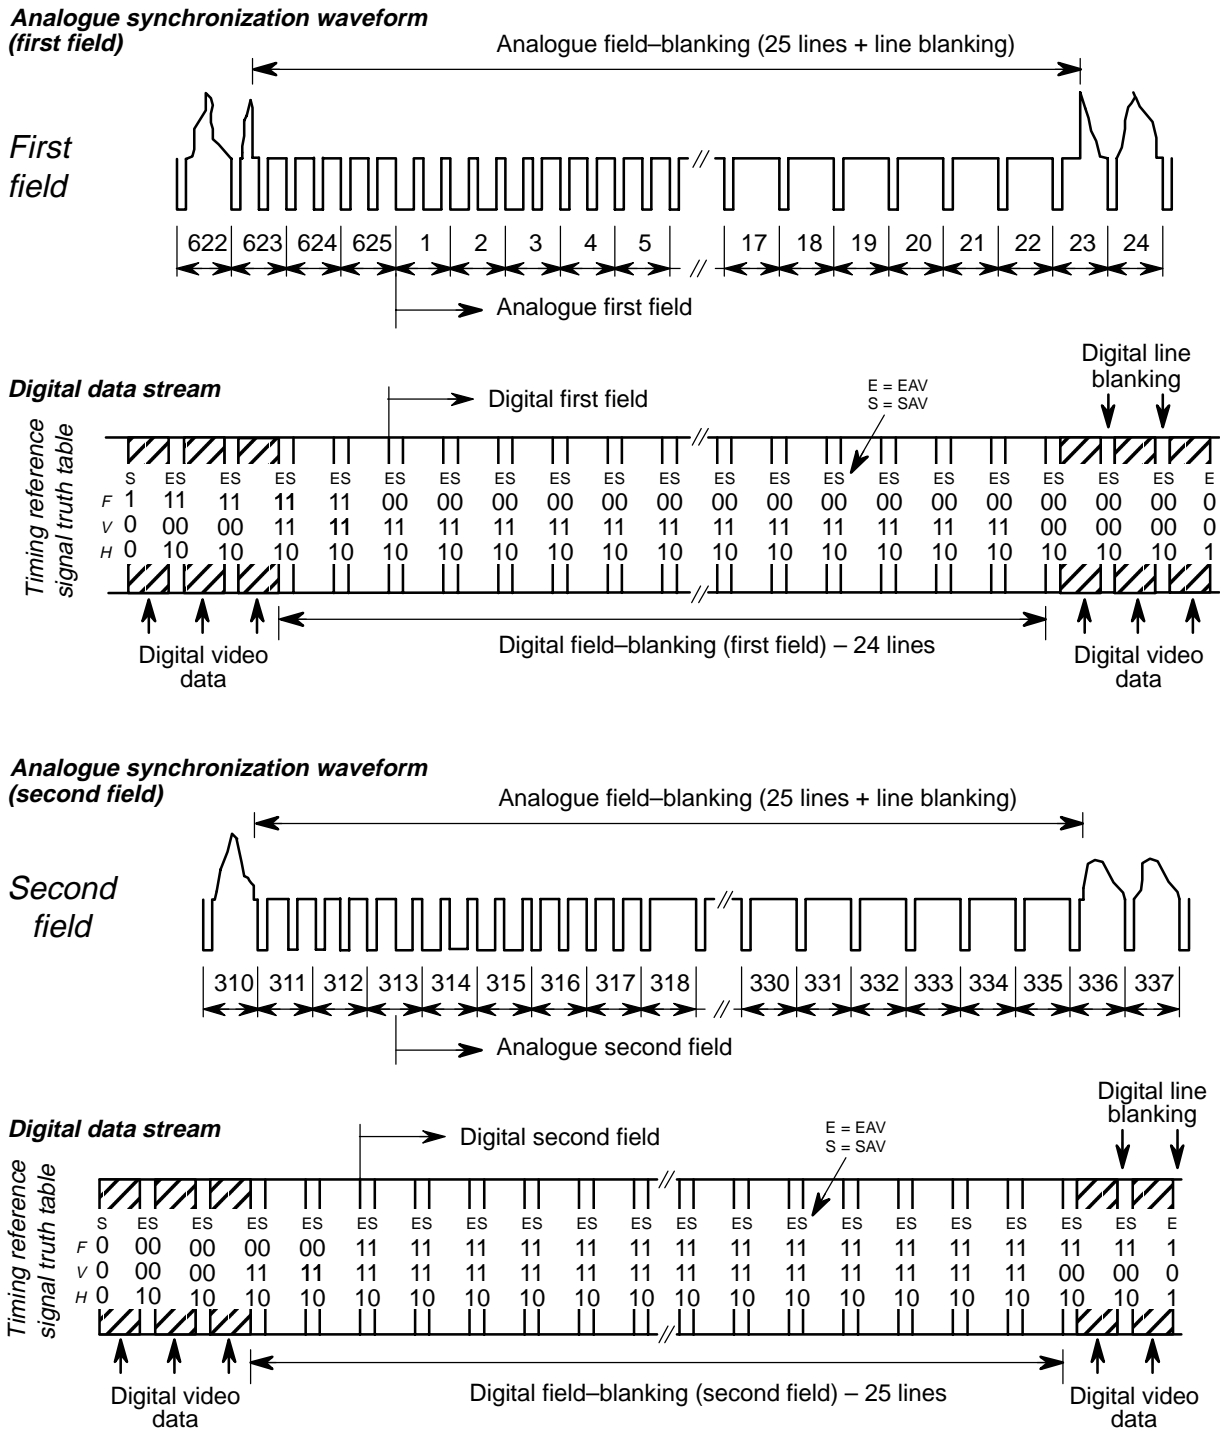 Analogue synchronization waveform
(first field)
Analogue field–blanking (25 lines + line blanking)
First
field
622 623 624 625 1 2 3 4 5 17 18 19 20 21 22 23 24
Analogue first field
Digital line
blanking
Digital data stream
Digital first field
E = EAV
S = SAV
Timing reference
signal truth table
S ES ES ES ES ES ES ES ES ES ES ES ES ES ES ES ES ES ES ES E
F 1 11 11 11 11 00 00 00 00 00 00 00 00 00 00 00 00 00 00 00 0
V 0 00 00 11 11 11 11 11 11 11 11 11 11 11 11 11 11 00 00 00 0
H 0 10 10 10 10 10 10 10 10 10 10 10 10 10 10 10 10 10 10 10 1
Digital video
data
Digital field–blanking (first field) – 24 lines
Digital video
data
Analogue synchronization waveform
(second field)
Analogue field–blanking (25 lines + line blanking)
Second
field
310 311 312 313 314 315 316 317 318 330 331 332 333 334 335 336 337
Analogue second field
Digital line
blanking
Digital data stream
Digital second field
E = EAV
S = SAV
Timing reference
signal truth table
S ES ES ES ES ES ES ES ES ES ES ES ES ES ES ES ES ES ES ES E
F 0 00 00 00 00 11 11 11 11 11 11 11 11 11 11 11 11 11 11 11 1
V 0 00 00 11 11 11 11 11 11 11 11 11 11 11 11 11 11 11 00 00 0
H 0 10 10 10 10 10 10 10 10 10 10 10 10 10 10 10 10 10 10 10 1
Digital video
data
Digital field–blanking (second field) – 25 lines
Digital video
data